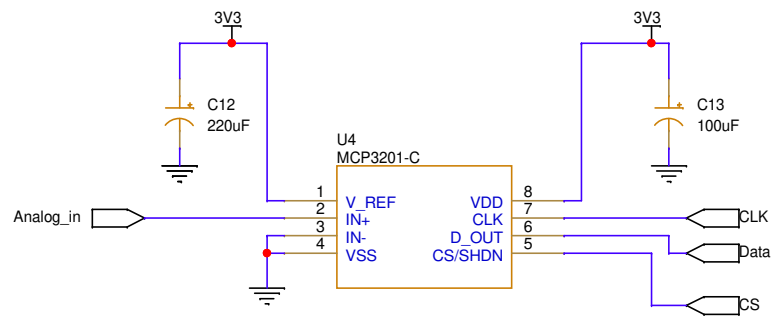 3V3
3V3
C12
220uF
C13
100uF
U4
MCP3201-C
1
V_REF
VDD
8
Analog_in
2
IN+
CLK
7
CLK
3
IN-
D_OUT
6
4
VSS
CS/SHDN
5
Data
CS